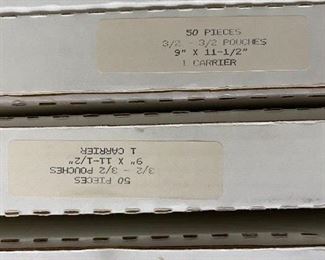 50 PIECES
3/2 - 3/2 POUCHES
9" X 11-1/2"
1 CARRIER
50 PIECES
3/2 - 3/2 POUCHES
9" X 11-1/2"
1 CARRIER